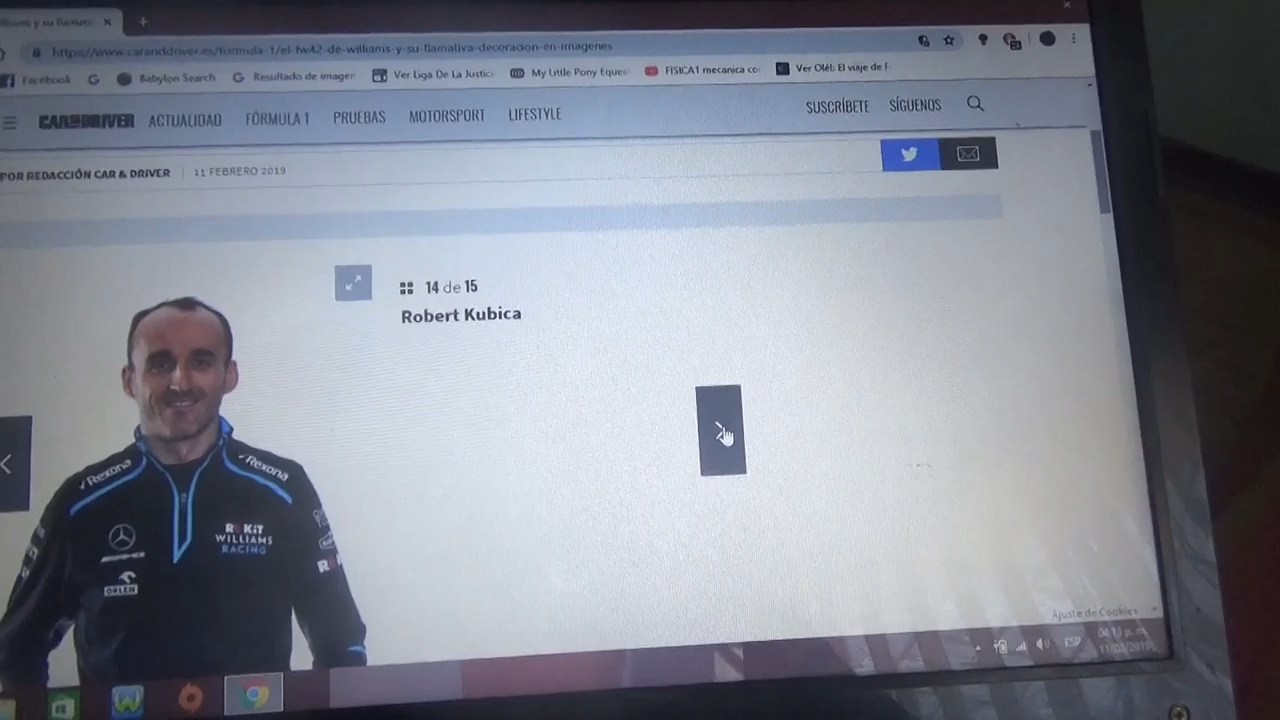 https://www.caranddriver.es/formula-1/el-fw42-de-williams-y-su-llamativa-decoracion-en-imagenes
Facebook
Babylon Search
Resultado de imagen
Ver Liga De La Justic
My Little Pony Eques
FISICA1 mecanica co
Ver Olé!: El viaje de F
CAR AND DRIVER
ACTUALIDAD
FÓRMULA 1
PRUEBAS
MOTORSPORT
LIFESTYLE
SUSCRÍBETE
SÍGUENOS
POR REDACCIÓN CAR & DRIVER
11 FEBRERO 2019
14 de 15
Robert Kubica
Rexona
Rexona
ROKiT
WILLIAMS
RACING
AMG
ORLEN
Ajuste de Cookies
ESP
04:13 p. m.